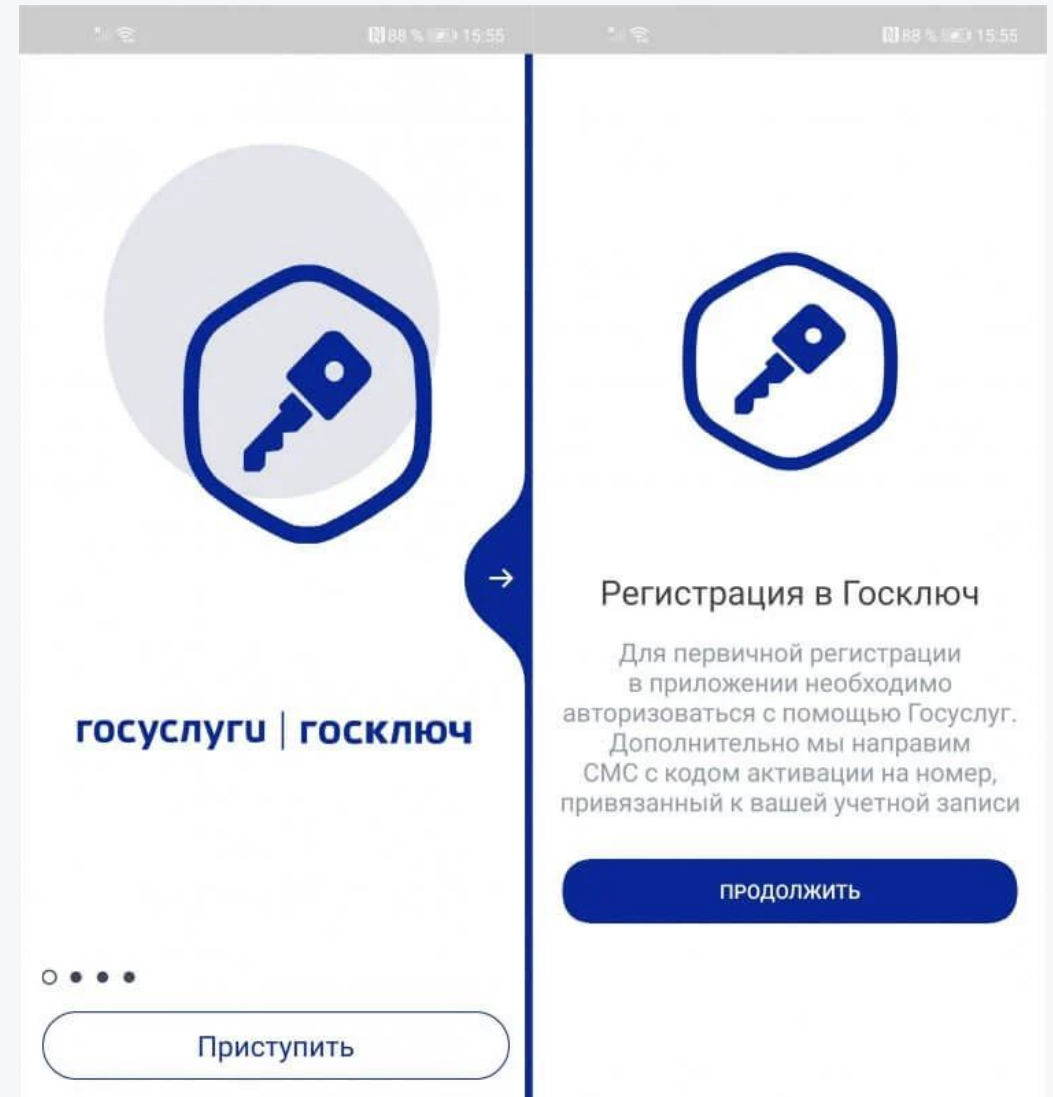 88 % 15:55
госуслуги | госключ
Приступить
88 % 15:55
Регистрация в Госключ
Для первичной регистрации
в приложении необходимо
авторизоваться с помощью Госуслуг.
Дополнительно мы направим
СМС с кодом активации на номер,
привязанный к вашей учетной записи
ПРОДОЛЖИТЬ